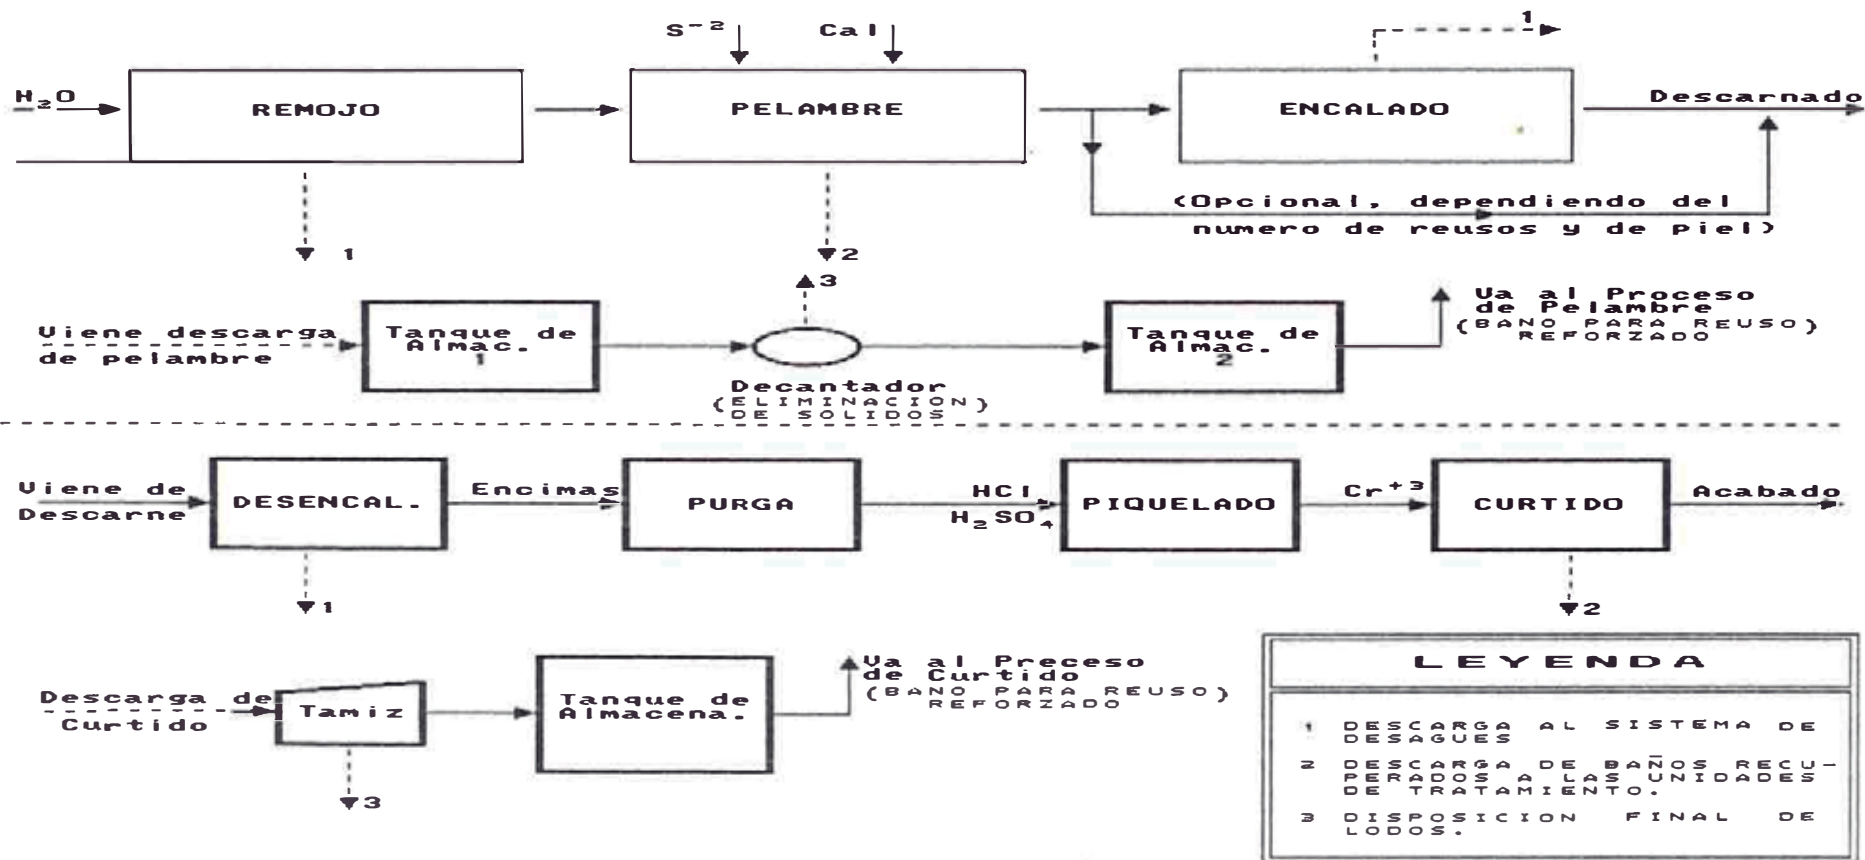 S⁻² Cal 1
H₂O REMOJO PELAMBRE ENCALADO Descarnado
(Opcional, dependiendo del
numero de reusos y de piel)
1 2
3
Viene descarga
de pelambre
Tanque de
Almac.
1
Decantador
(ELIMINACION
DE SOLIDOS)
Tanque de
Almac.
2
Va al Proceso
de Pelambre
(BANO PARA REUSO)
REFORZADO
Viene de
Descarne
DESENCAL.
Encimas
PURGA
HCl
H₂SO₄
PIQUELADO
Cr⁺³
CURTIDO
Acabado
1 2
Descarga de
Curtido
Tamiz
Tanque de
Almacena.
Va al Preceso
de Curtido
(BANO PARA REUSO)
REFORZADO
3
LEYENDA
1 DESCARGA AL SISTEMA DE
DESAGUES
2 DESCARGA DE BAÑOS RECU-
PERADOS A LAS UNIDADES
DE TRATAMIENTO.
3 DISPOSICION FINAL DE
LODOS.